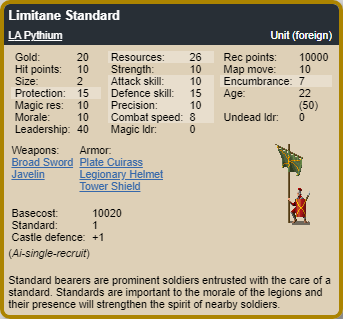 Limitane Standard
LA Pythium Unit (foreign)
Gold: 20 Resources: 26 Rec points: 10000
Hit points: 10 Strength: 10 Map move: 10
Size: 2 Attack skill: 10 Encumbrance: 7
Protection: 15 Defence skill: 15 Age: 22
Magic res: 10 Precision: 10 (50)
Morale: 10 Combat speed: 8 Undead ldr: 0
Leadership: 40 Magic ldr: 0
Weapons: Armor:
Broad Sword Plate Cuirass
Javelin Legionary Helmet
Tower Shield
Basecost: 10020
Standard: 1
Castle defence: +1
(Ai-single-recruit)
Standard bearers are prominent soldiers entrusted with the care of a
standard. Standards are important to the morale of the legions and
their presence will strengthen the spirit of nearby soldiers.